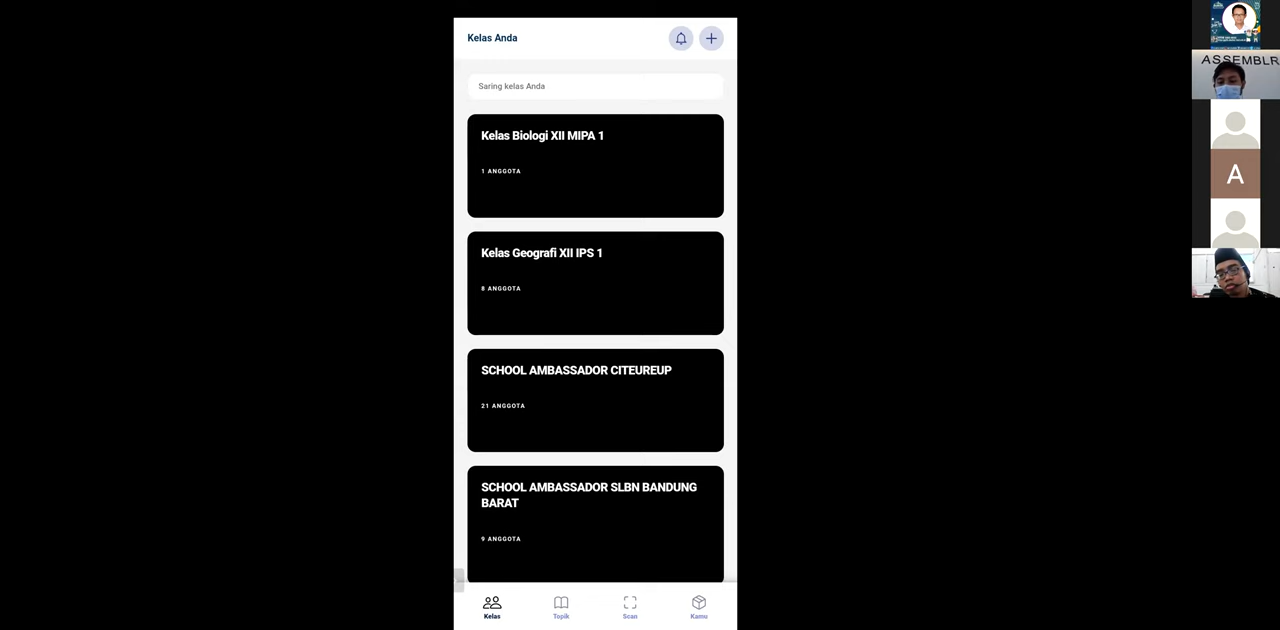 Kelas Anda
Saring kelas Anda
Kelas Biologi XII MIPA 1
1 ANGGOTA
Kelas Geografi XII IPS 1
8 ANGGOTA
SCHOOL AMBASSADOR CITEUREUP
21 ANGGOTA
SCHOOL AMBASSADOR SLBN BANDUNG
BARAT
9 ANGGOTA
Kelas
Topik
Scan
Kamu
ASSEMBLR
A